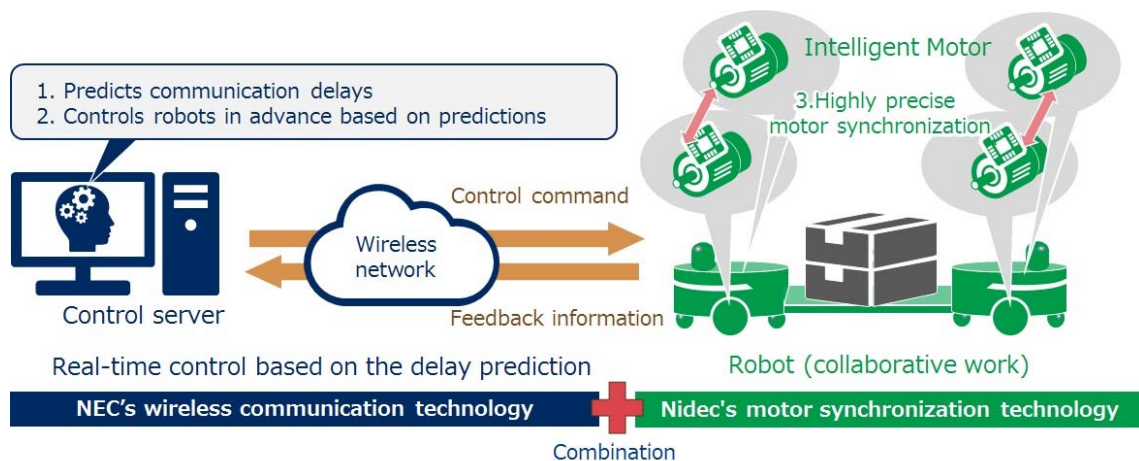 1. Predicts communication delays
2. Controls robots in advance based on predictions
Intelligent Motor
3.Highly precise
motor synchronization
Control command
Wireless
network
Control server
Feedback information
Real-time control based on the delay prediction
Robot (collaborative work)
NEC’s wireless communication technology
Nidec's motor synchronization technology
Combination